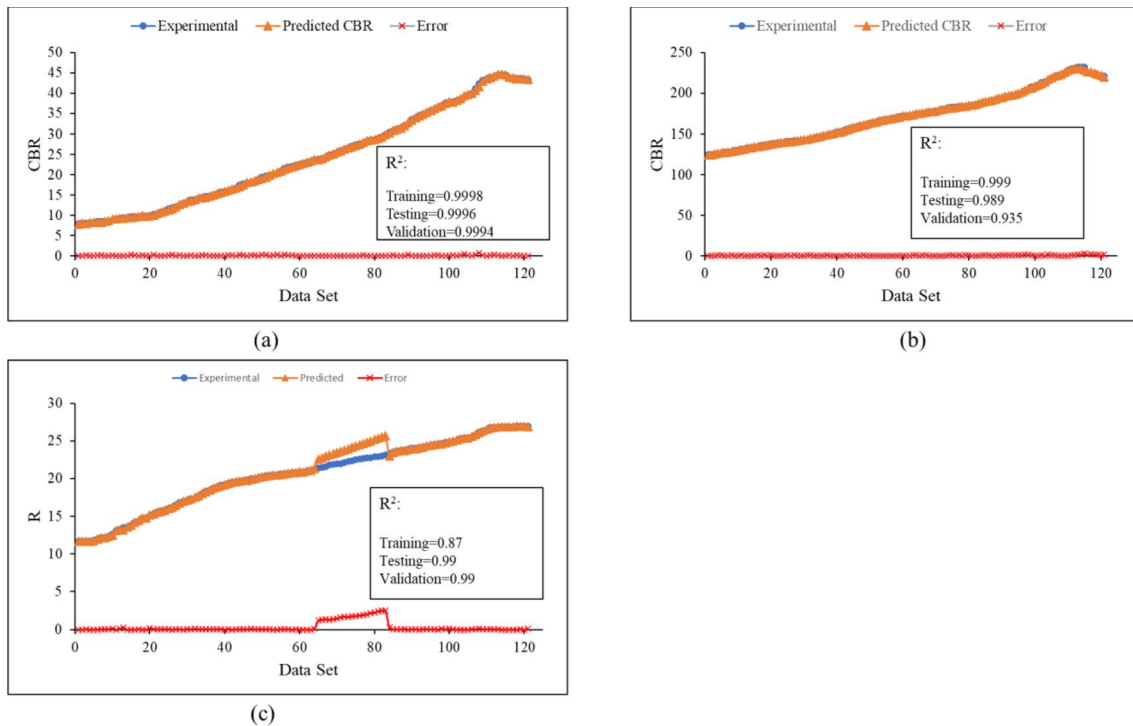 Experimental Predicted CBR Error
50
45
40
35
30
25
20
15
10
5
0
CBR
R²:
Training=0.9998
Testing=0.9996
Validation=0.9994
0 20 40 60 80 100 120
Data Set
(a)
Experimental Predicted CBR Error
250
200
150
100
50
0
CBR
R²:
Training=0.999
Testing=0.989
Validation=0.935
0 20 40 60 80 100 120
Data Set
(b)
Experimental Predicted Error
30
25
20
15
10
5
0
R
R²:
Training=0.87
Testing=0.99
Validation=0.99
0 20 40 60 80 100 120
Data Set
(c)